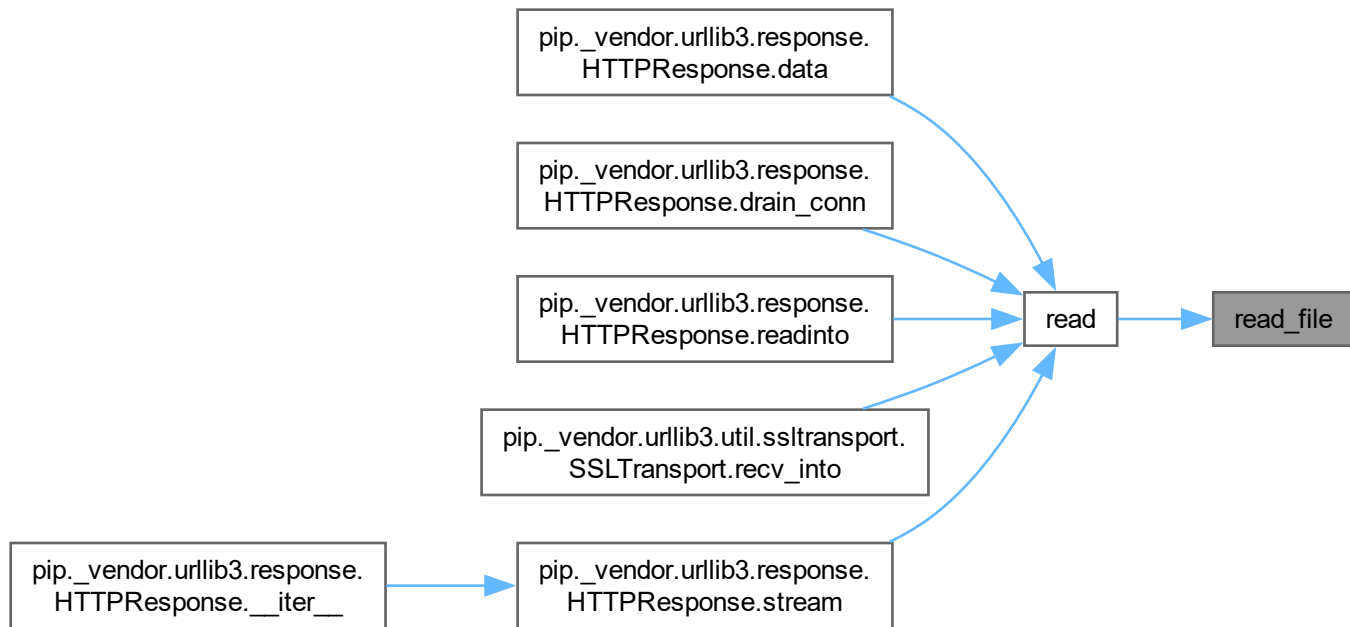 pip._vendor.urllib3.response.
HTTPResponse.data
pip._vendor.urllib3.response.
HTTPResponse.drain_conn
pip._vendor.urllib3.response.
HTTPResponse.readinto
read
read_file
pip._vendor.urllib3.util.ssltransport.
SSLTransport.recv_into
pip._vendor.urllib3.response.
HTTPResponse.__iter__
pip._vendor.urllib3.response.
HTTPResponse.stream